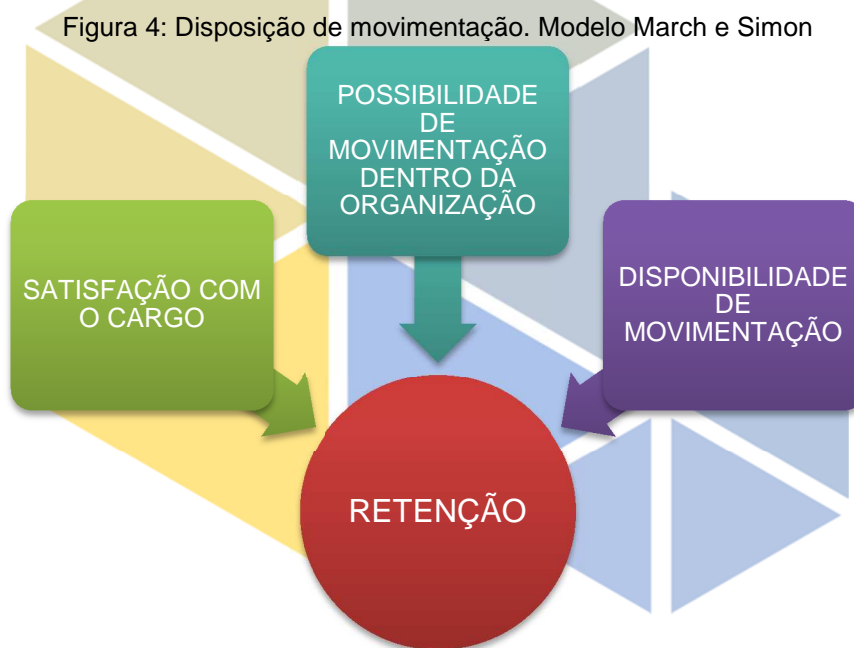 Figura 4: Disposição de movimentação. Modelo March e Simon
POSSIBILIDADE
DE
MOVIMENTAÇÃO
DENTRO DA
ORGANIZAÇÃO
SATISFAÇÃO COM
O CARGO
DISPONIBILIDADE
DE
MOVIMENTAÇÃO
RETENÇÃO